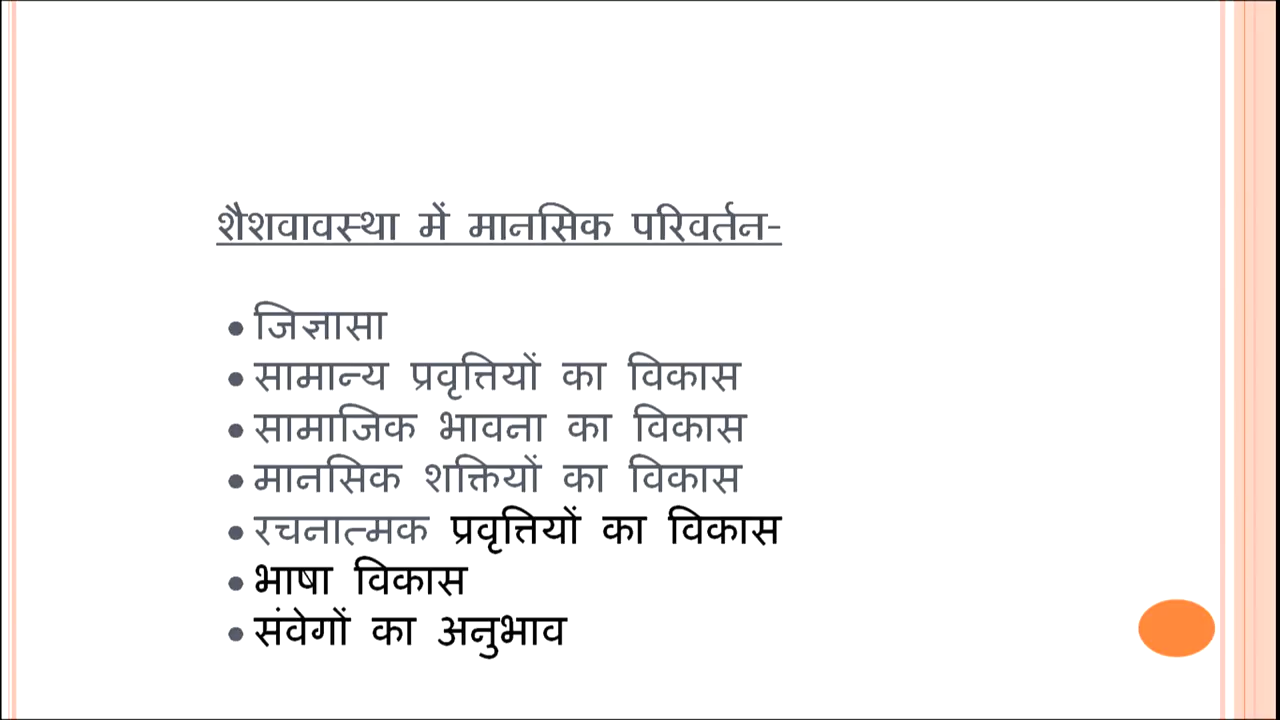 शैशवावस्था में मानसिक परिवर्तन-
• जिज्ञासा
• सामान्य प्रवृत्तियों का विकास
• सामाजिक भावना का विकास
• मानसिक शक्तियों का विकास
• रचनात्मक प्रवृत्तियों का विकास
• भाषा विकास
• संवेगों का अनुभाव